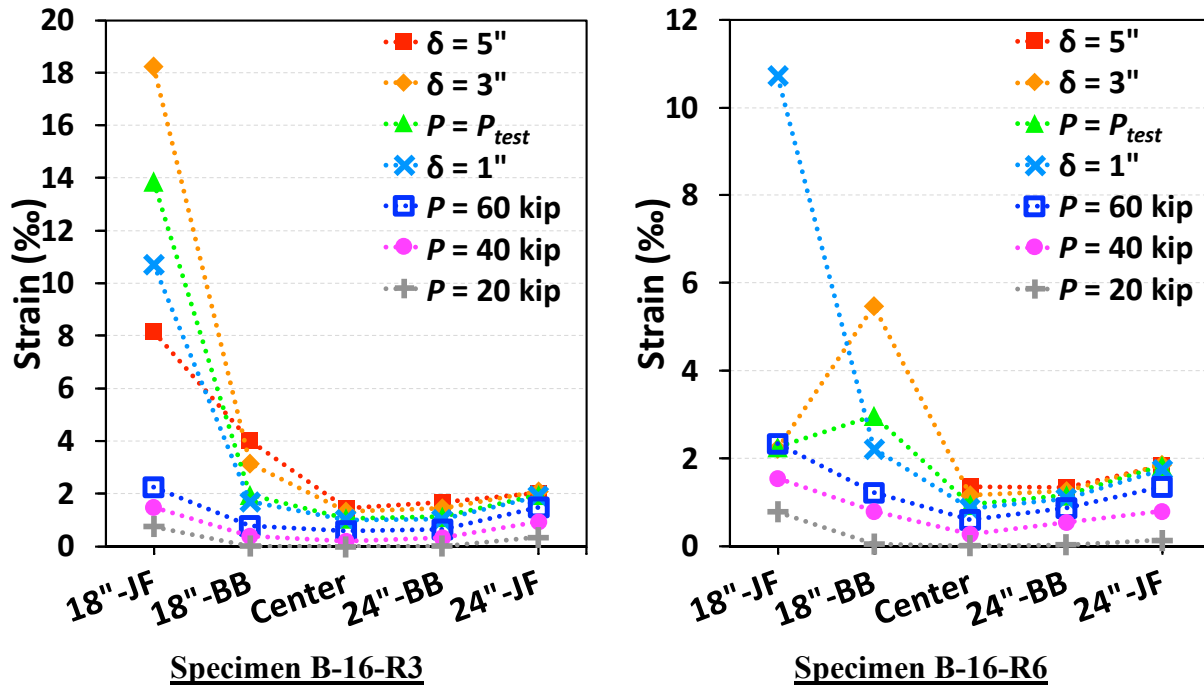 Strain (‰)
20
18
16
14
12
10
8
6
4
2
0
δ = 5"
δ = 3"
P = Ptest
δ = 1"
P = 60 kip
P = 40 kip
P = 20 kip
18"-JF
18"-BB
Center
24"-BB
24"-JF
Specimen B-16-R3
Strain (‰)
12
10
8
6
4
2
0
δ = 5"
δ = 3"
P = Ptest
δ = 1"
P = 60 kip
P = 40 kip
P = 20 kip
18"-JF
18"-BB
Center
24"-BB
24"-JF
Specimen B-16-R6